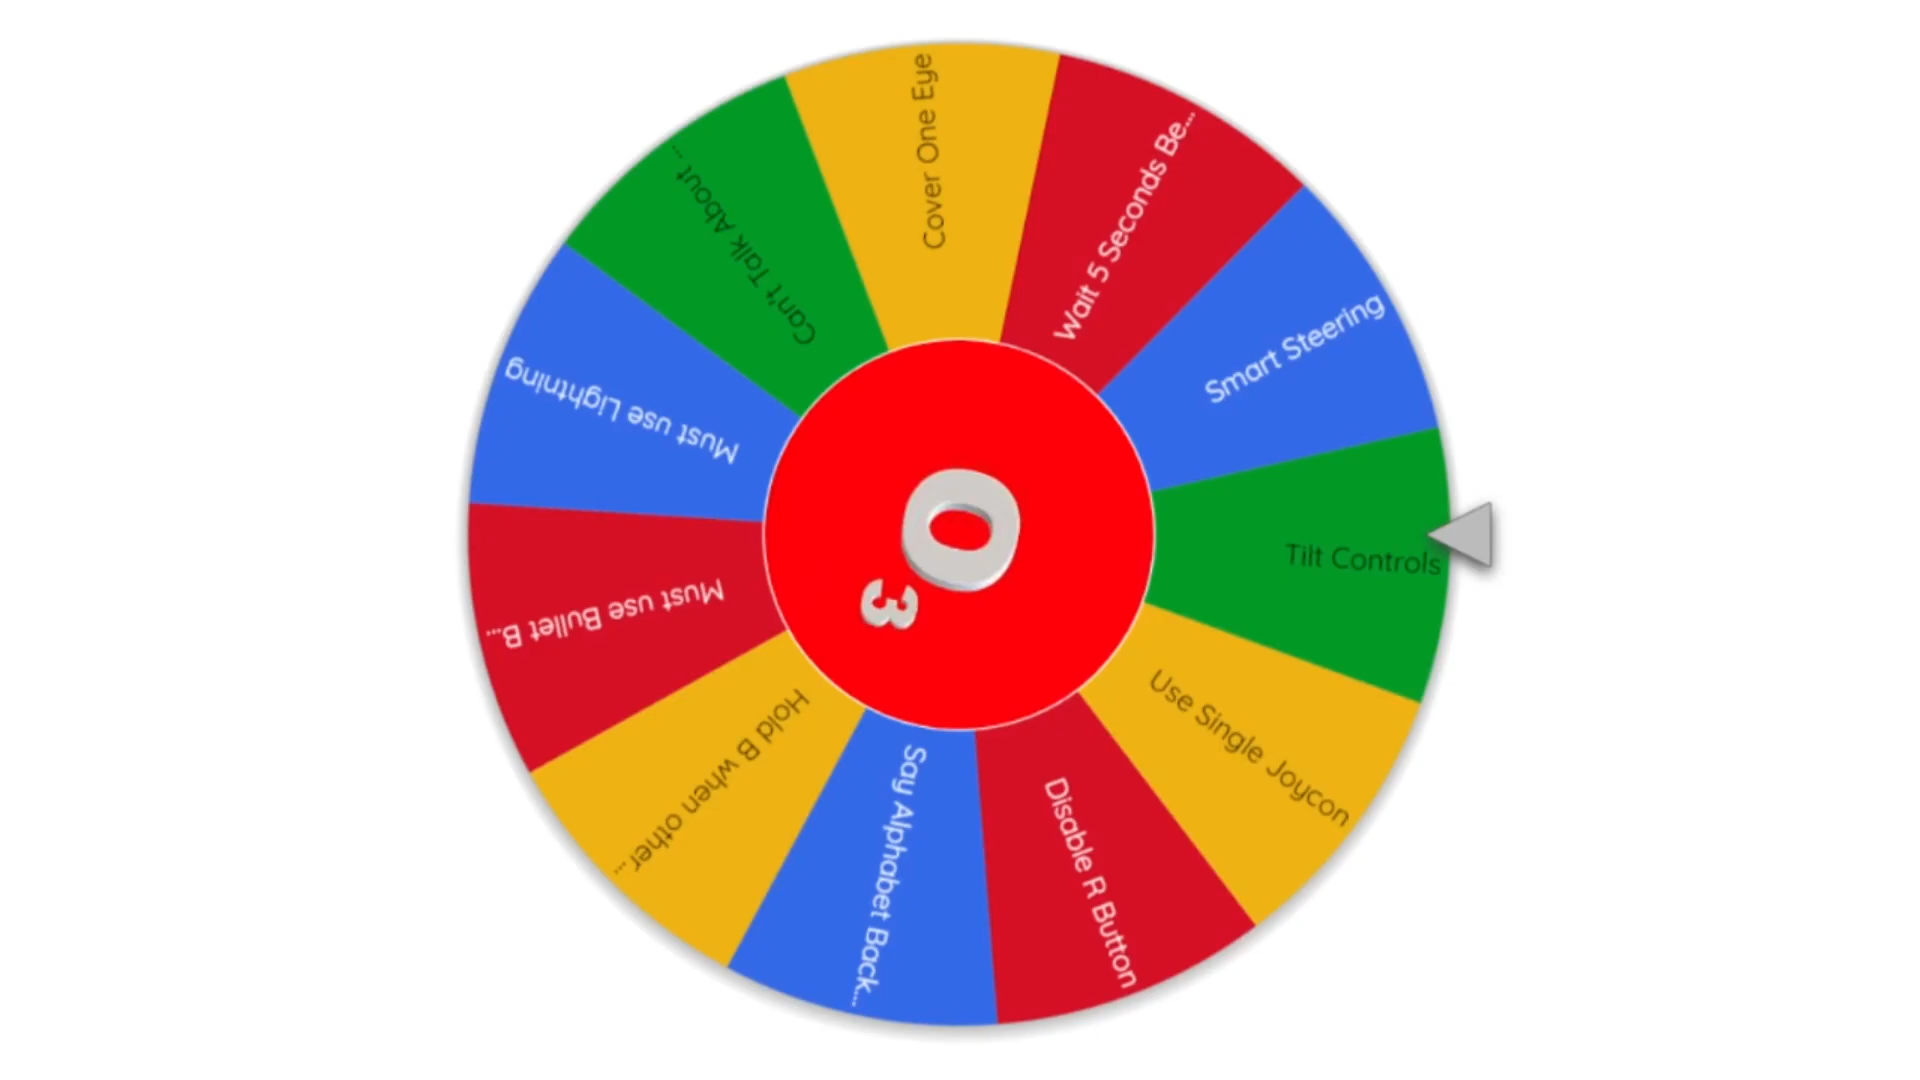 Cover One Eye
Wait 5 Seconds Be...
Smart Steering
Tilt Controls
Use Single Joycon
Disable R Button
Say Alphabet Back...
Hold B when other...
Must use Bullet B...
Must use Lightning
Can't Talk About ...
O
3